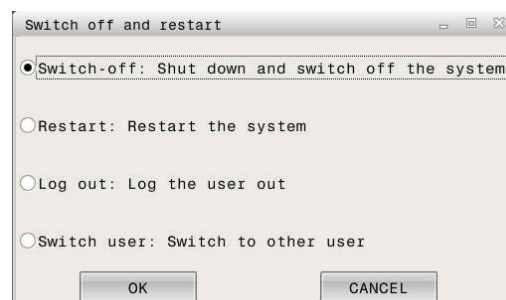 Switch off and restart
Switch-off: Shut down and switch off the system
Restart: Restart the system
Log out: Log the user out
Switch user: Switch to other user
OK CANCEL